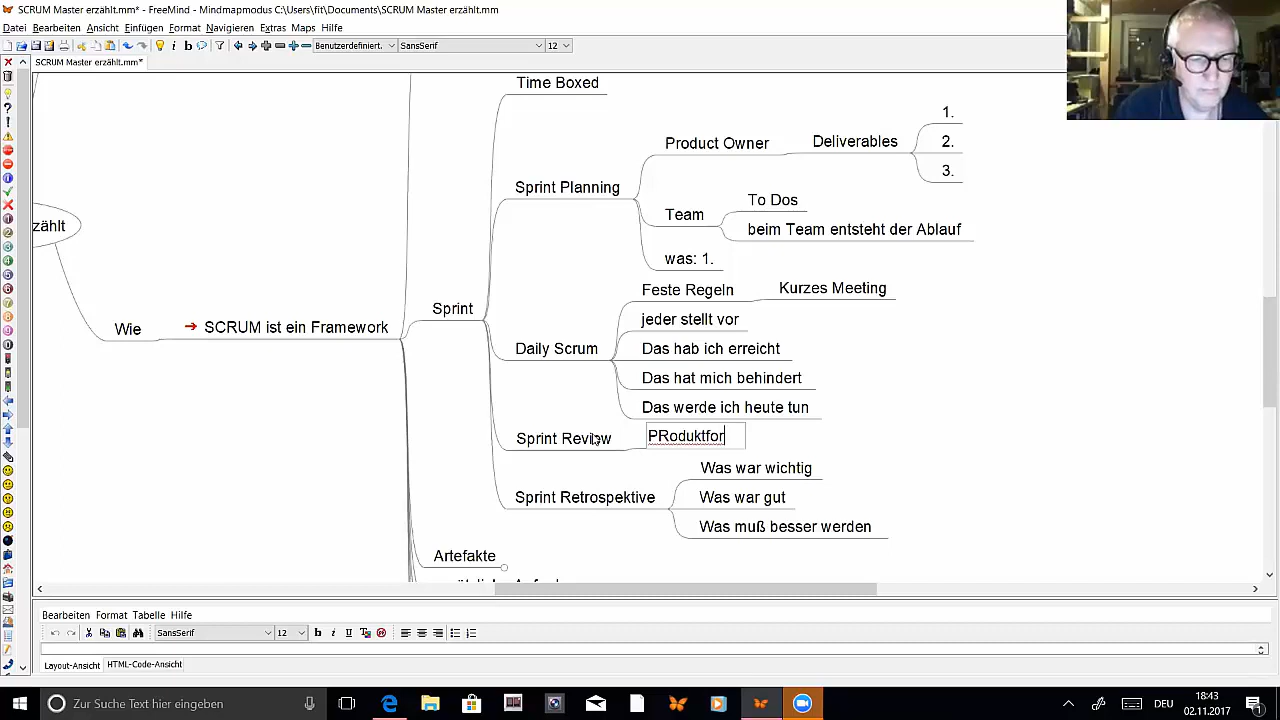 SCRUM Master erzählt.mm* - FreeMind - Mindmapmodus C:\Users\fit\Documents\SCRUM Master erzählt.mm
Datei Bearbeiten Ansicht Einfügen Format Navigieren Extras Maps Hilfe
Benutzerdefiniert. SansSerif 12
SCRUM Master erzählt.mm*
Time Boxed
1.
Product Owner Deliverables 2.
3.
Sprint Planning
To Dos
Team
beim Team entsteht der Ablauf
zählt
was: 1.
Feste Regeln Kurzes Meeting
Sprint
jeder stellt vor
Wie SCRUM ist ein Framework
Daily Scrum Das hab ich erreicht
Das hat mich behindert
Das werde ich heute tun
Sprint Review PRoduktfor
Was war wichtig
Sprint Retrospektive Was war gut
Was muß besser werden
Artefakte
Bearbeiten Format Tabelle Hilfe
SansSerif 12
Layout-Ansicht HTML-Code-Ansicht
Zur Suche Text hier eingeben
DEU
18:43
02.11.2017